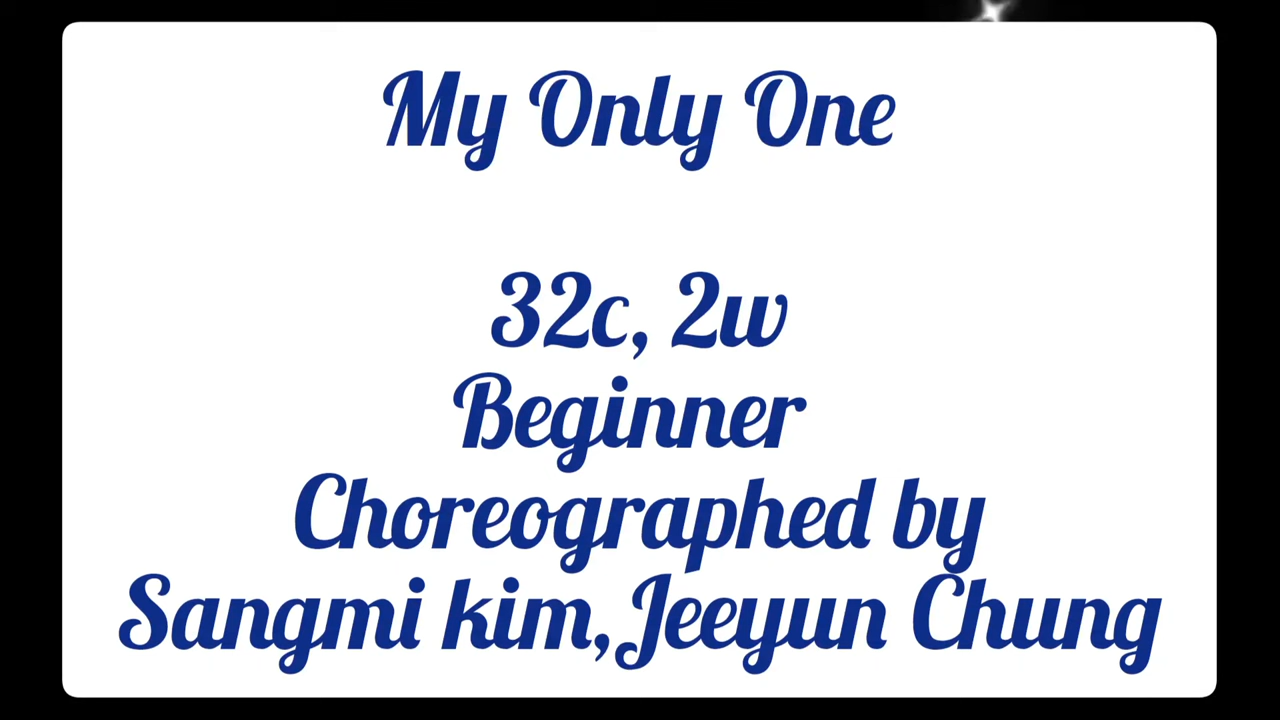 My Only One
32c, 2w
Beginner
Choreographed by
Sangmi kim,Jeeyun Chung